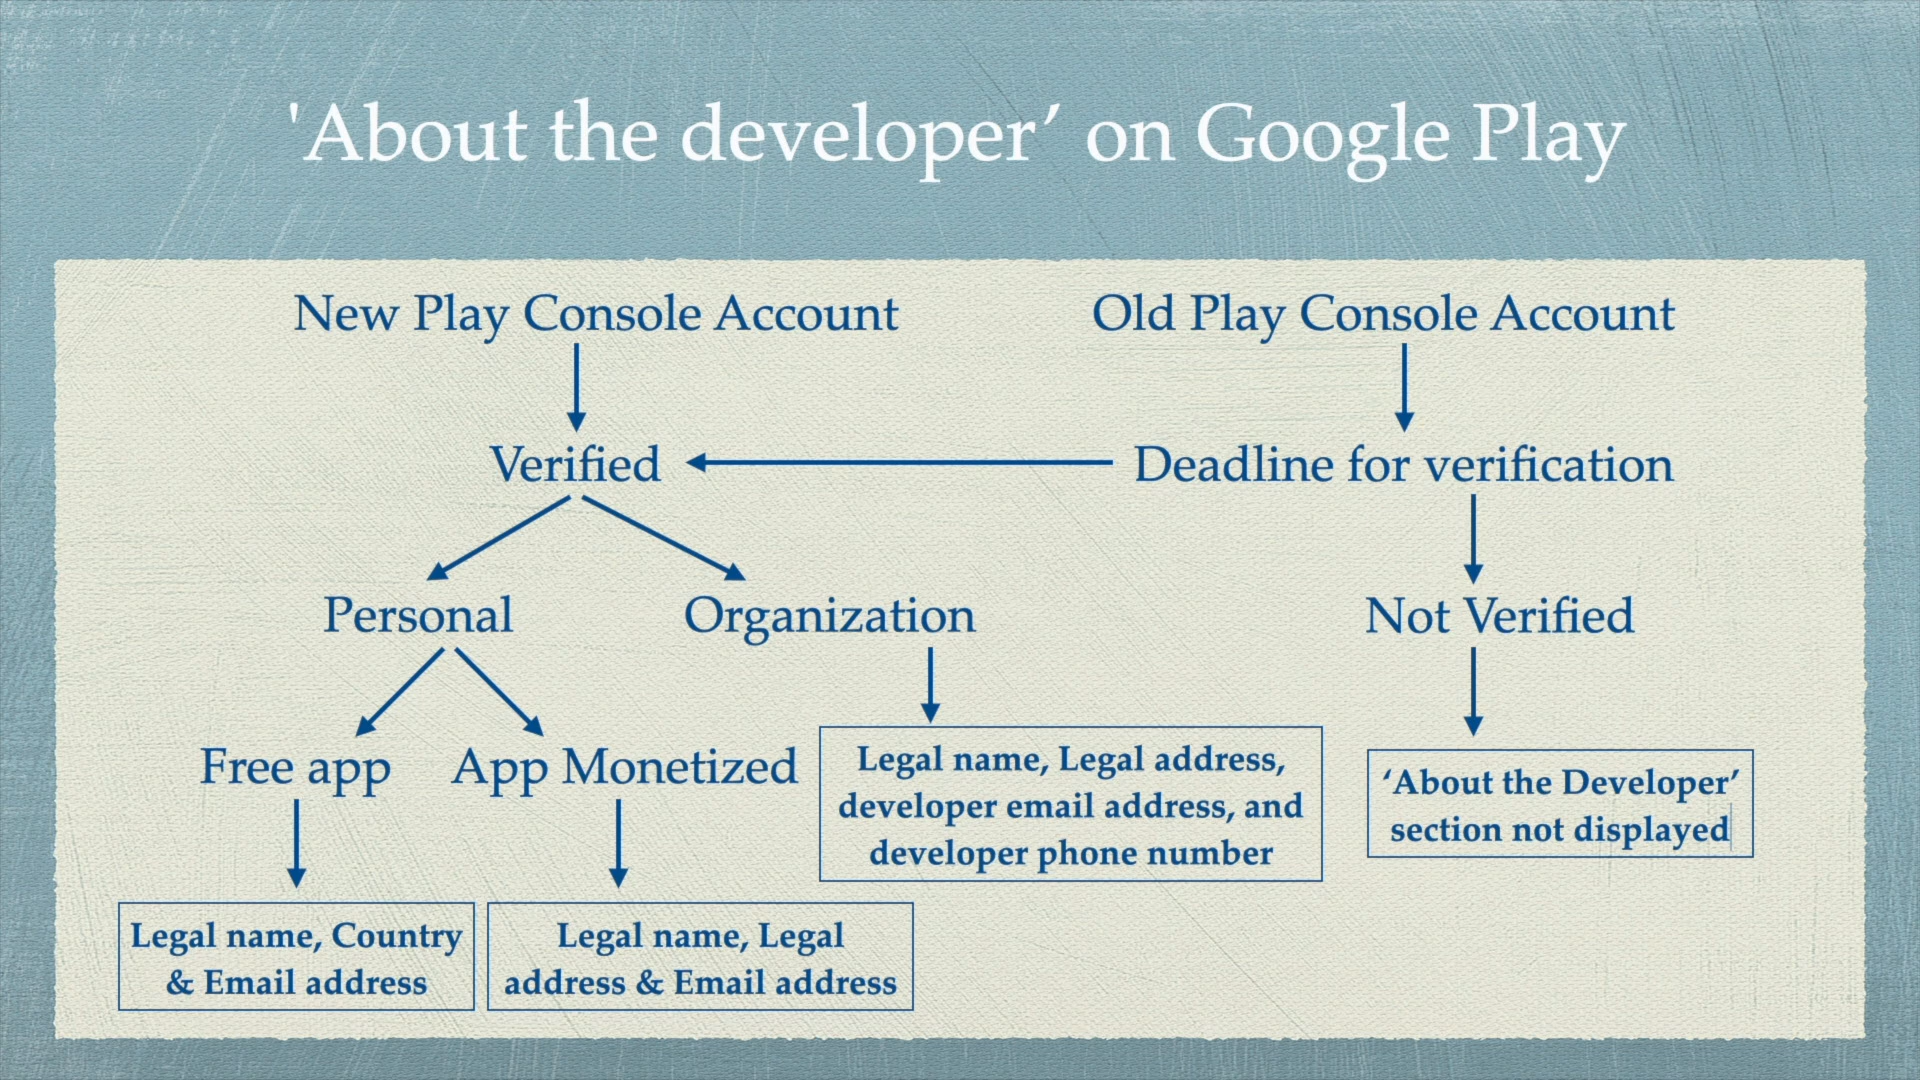 'About the developer’ on Google Play
New Play Console Account
Old Play Console Account
Verified
Deadline for verification
Personal
Organization
Not Verified
Free app
App Monetized
Legal name, Legal address,
developer email address, and
developer phone number
‘About the Developer’
section not displayed
Legal name, Country
& Email address
Legal name, Legal
address & Email address